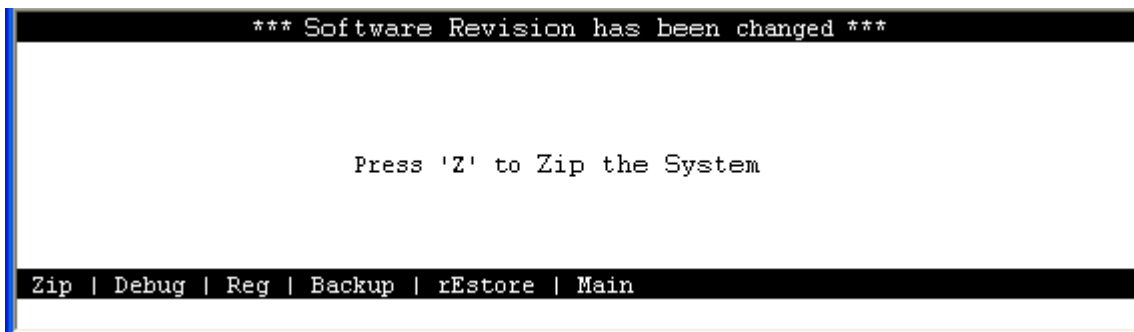 *** Software Revision has been changed ***
Press 'Z' to Zip the System
Zip | Debug | Reg | Backup | rEstore | Main